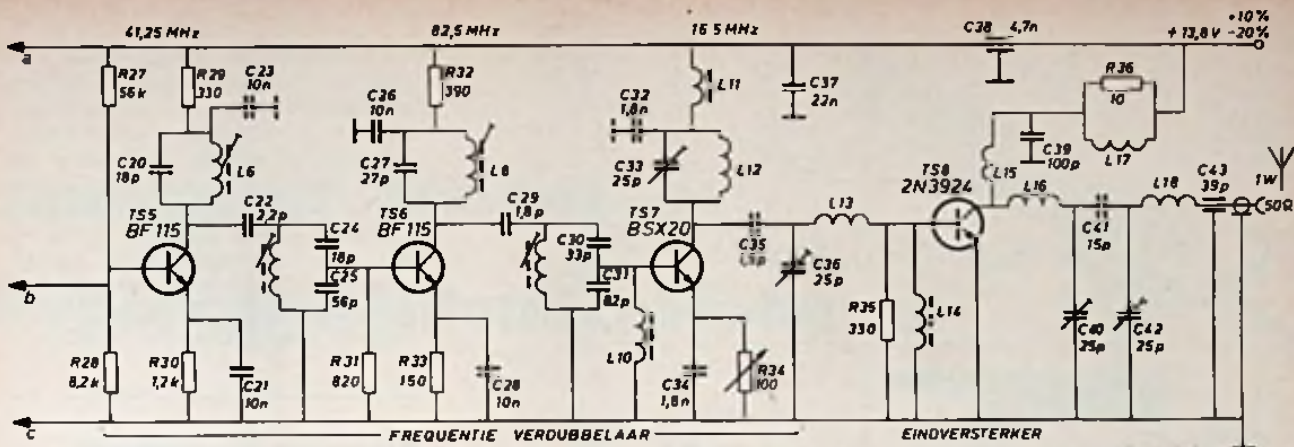 41,25 MHz 82,5 MHz 16 5 MHz C38 4,7n +10%
+13,8V -20%
a
R27
56k
R29
330
C23
10n
R32
390
C26
10n
C32
1,8n
L11
C37
22n
R36
10
C20
18p
L6
C27
27p
L8
C33
25p
L12
L15
C39
100p
L17
TS8
2N3924
L16
L18
C43
39p
1W
50Ω
TS5
BF115
C22
2,2p
C24
18p
C25
56p
TS6
BF115
C29
1,8p
C30
33p
C31
82p
TS7
BSX20
C35
L13
C36
25p
C41
15p
b
R28
8,2k
R30
1,2k
C21
10n
R31
820
R33
150
C28
10n
L10
C34
1,8n
R34
100
R35
330
L14
C40
25p
C42
25p
c
FREQUENTIE VERDUBBELAAR EINDVERSTERKER